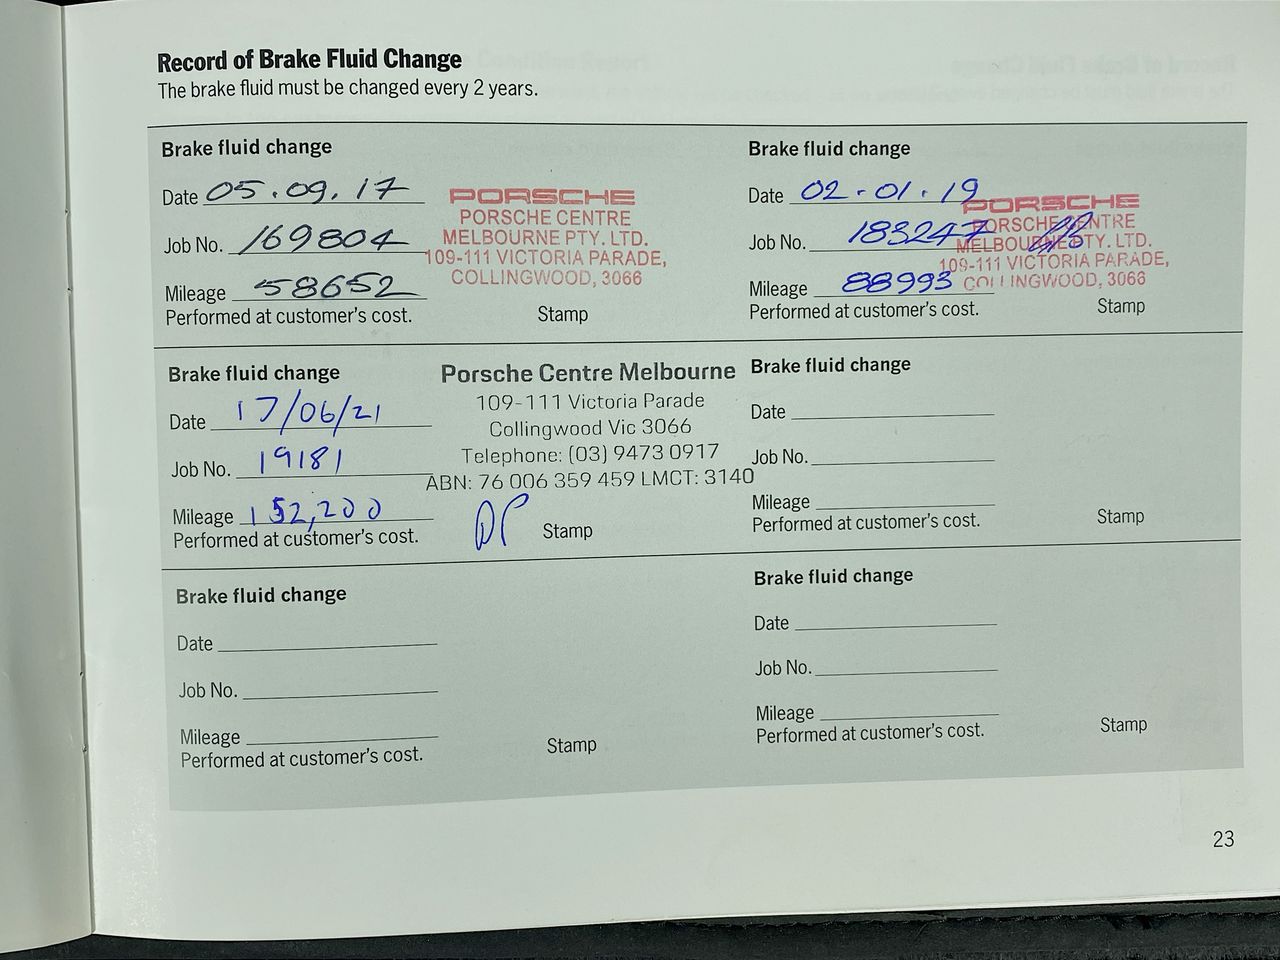 Record of Brake Fluid Change
The brake fluid must be changed every 2 years.
Brake fluid change
Date 05.09.17
Job No. 169804
Mileage 58652
Performed at customer's cost.
PORSCHE
PORSCHE CENTRE
MELBOURNE PTY. LTD.
109-111 VICTORIA PARADE,
COLLINGWOOD, 3066
Stamp
Brake fluid change
Date 02.01.19
Job No. 183247
Mileage 88993
Performed at customer's cost.
PORSCHE
PORSCHE CENTRE
MELBOURNE PTY. LTD.
109-111 VICTORIA PARADE,
COLLINGWOOD, 3066
Stamp
Brake fluid change
Date 17/06/21
Job No. 19181
Mileage 152,200
Performed at customer's cost.
Porsche Centre Melbourne
109-111 Victoria Parade
Collingwood Vic 3066
Telephone: (03) 9473 0917
ABN: 76 006 359 459 LMCT: 3140
Stamp
Brake fluid change
Date
Job No.
Mileage
Performed at customer's cost.
Stamp
Brake fluid change
Date
Job No.
Mileage
Performed at customer's cost.
Stamp
Brake fluid change
Date
Job No.
Mileage
Performed at customer's cost.
Stamp
23